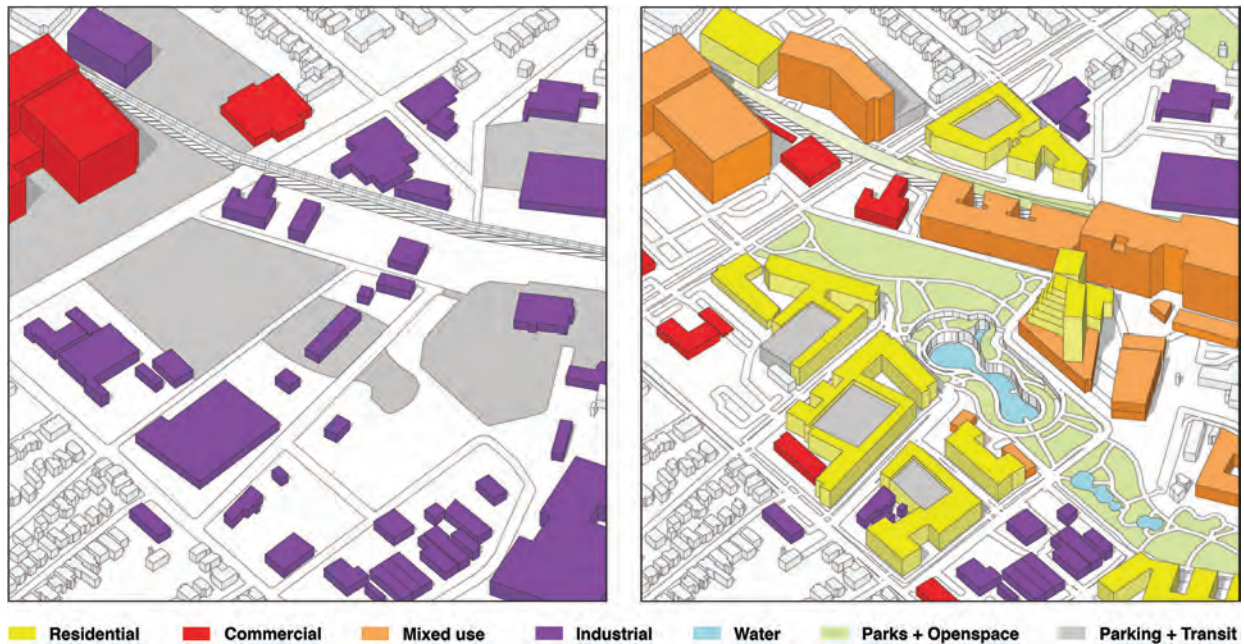 Residential Commercial Mixed use Industrial Water Parks + Openspace Parking + Transit